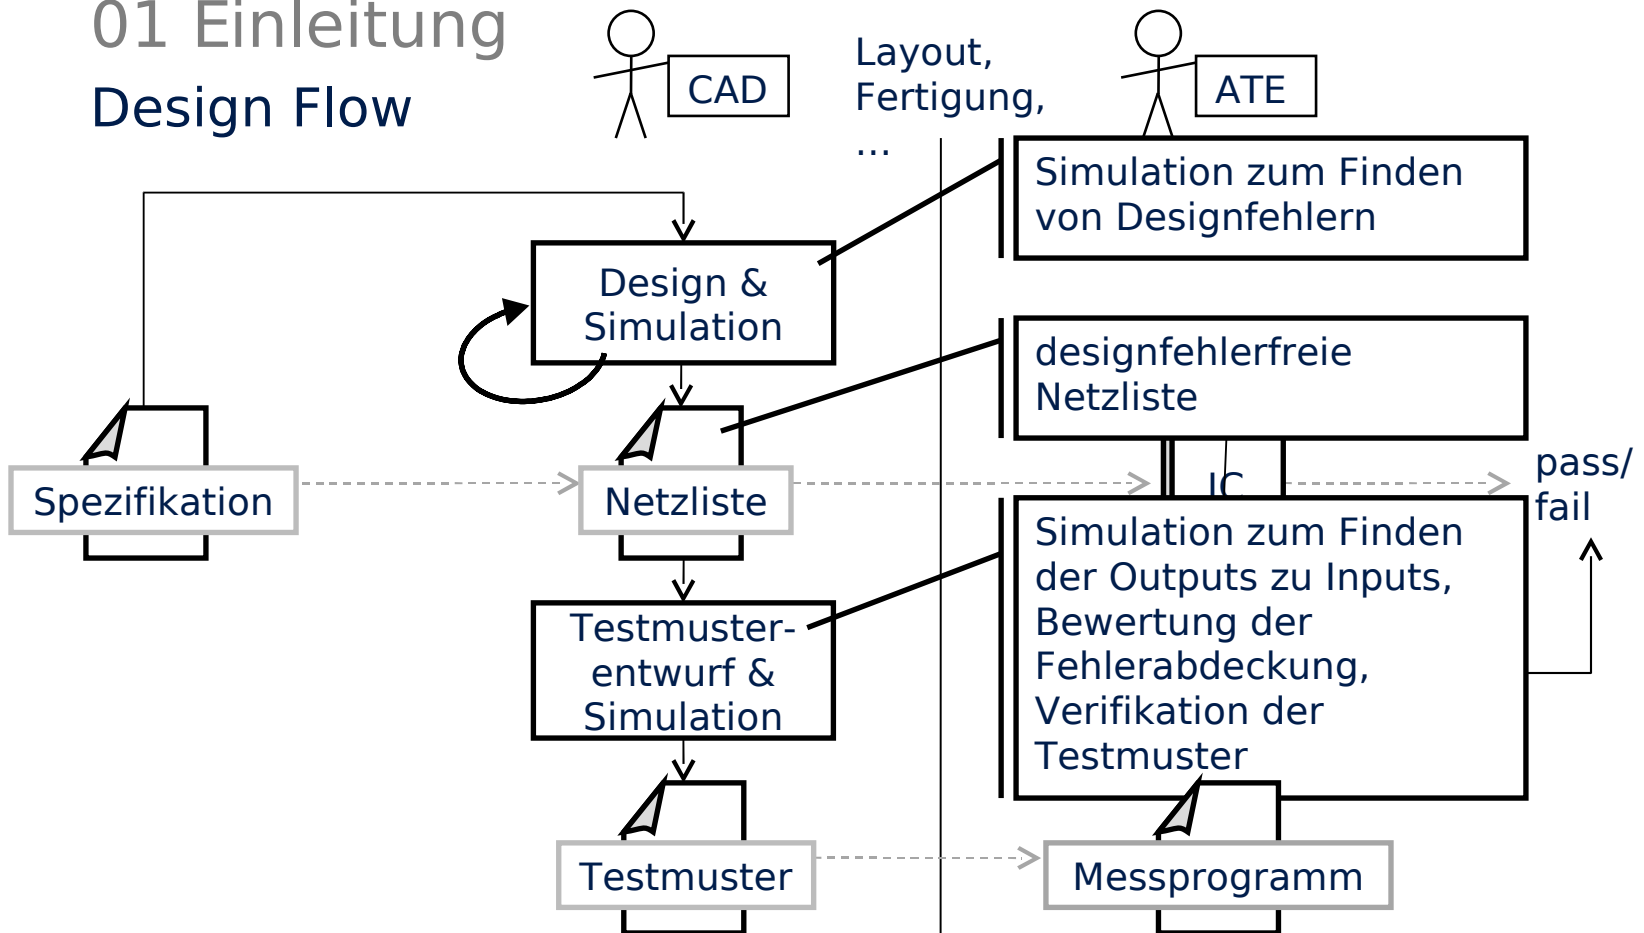 01 Einleitung
Design Flow
CAD
Layout,
Fertigung,
...
ATE
Simulation zum Finden
von Designfehlern
Design &
Simulation
designfehlerfreie
Netzliste
Spezifikation
Netzliste
IC
pass/
fail
Simulation zum Finden
der Outputs zu Inputs,
Bewertung der
Fehlerabdeckung,
Verifikation der
Testmuster
Testmuster-
entwurf &
Simulation
Testmuster
Messprogramm